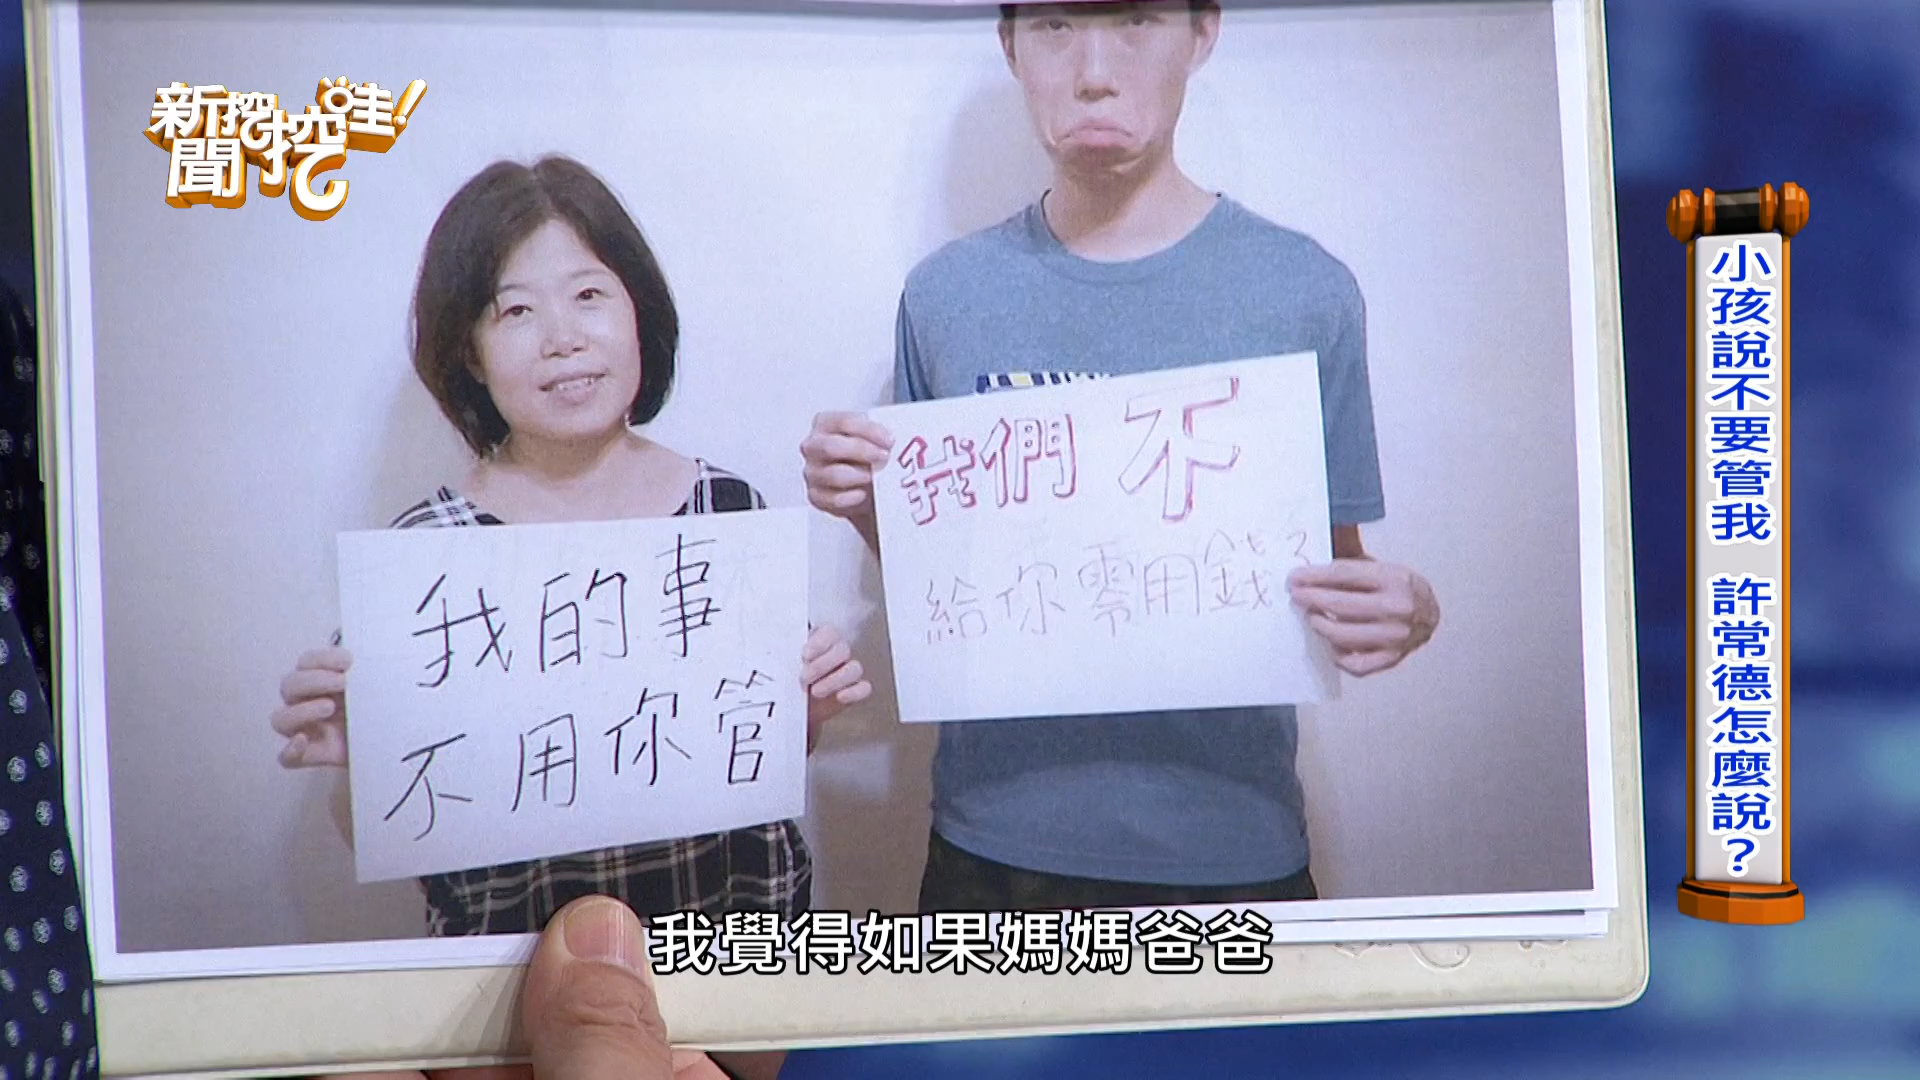 新聞挖挖哇!
我的事
不用你管
我們不
給你零用錢了
小孩說不要管我 許常德怎麼說?
我覺得如果媽媽爸爸